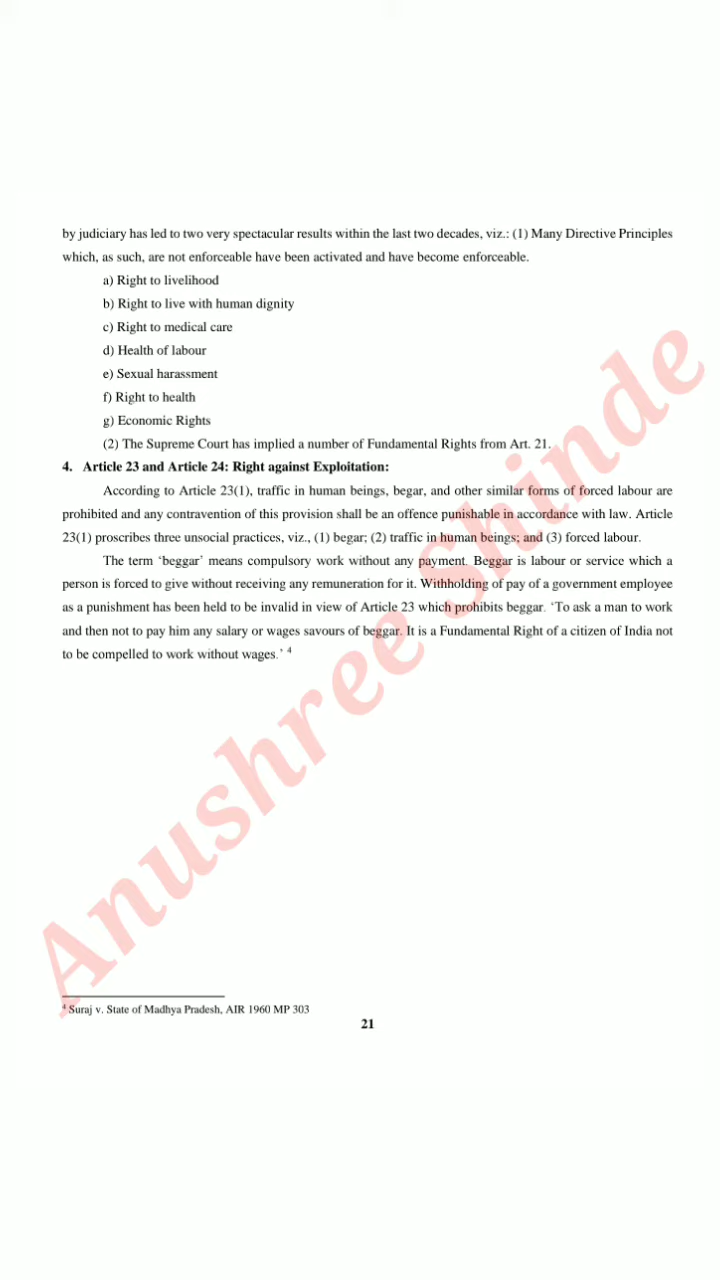 by judiciary has led to two very spectacular results within the last two decades, viz.: (1) Many Directive Principles
which, as such, are not enforceable have been activated and have become enforceable.
a) Right to livelihood
b) Right to live with human dignity
c) Right to medical care
d) Health of labour
e) Sexual harassment
f) Right to health
g) Economic Rights
(2) The Supreme Court has implied a number of Fundamental Rights from Art. 21.
4. Article 23 and Article 24: Right against Exploitation:
According to Article 23(1), traffic in human beings, begar, and other similar forms of forced labour are
prohibited and any contravention of this provision shall be an offence punishable in accordance with law. Article
23(1) proscribes three unsocial practices, viz., (1) begar; (2) traffic in human beings; and (3) forced labour.
The term ‘beggar’ means compulsory work without any payment. Beggar is labour or service which a
person is forced to give without receiving any remuneration for it. Withholding of pay of a government employee
as a punishment has been held to be invalid in view of Article 23 which prohibits beggar. ‘To ask a man to work
and then not to pay him any salary or wages savours of beggar. It is a Fundamental Right of a citizen of India not
to be compelled to work without wages.’ 4
Anushree Shinde
4 Suraj v. State of Madhya Pradesh, AIR 1960 MP 303
21